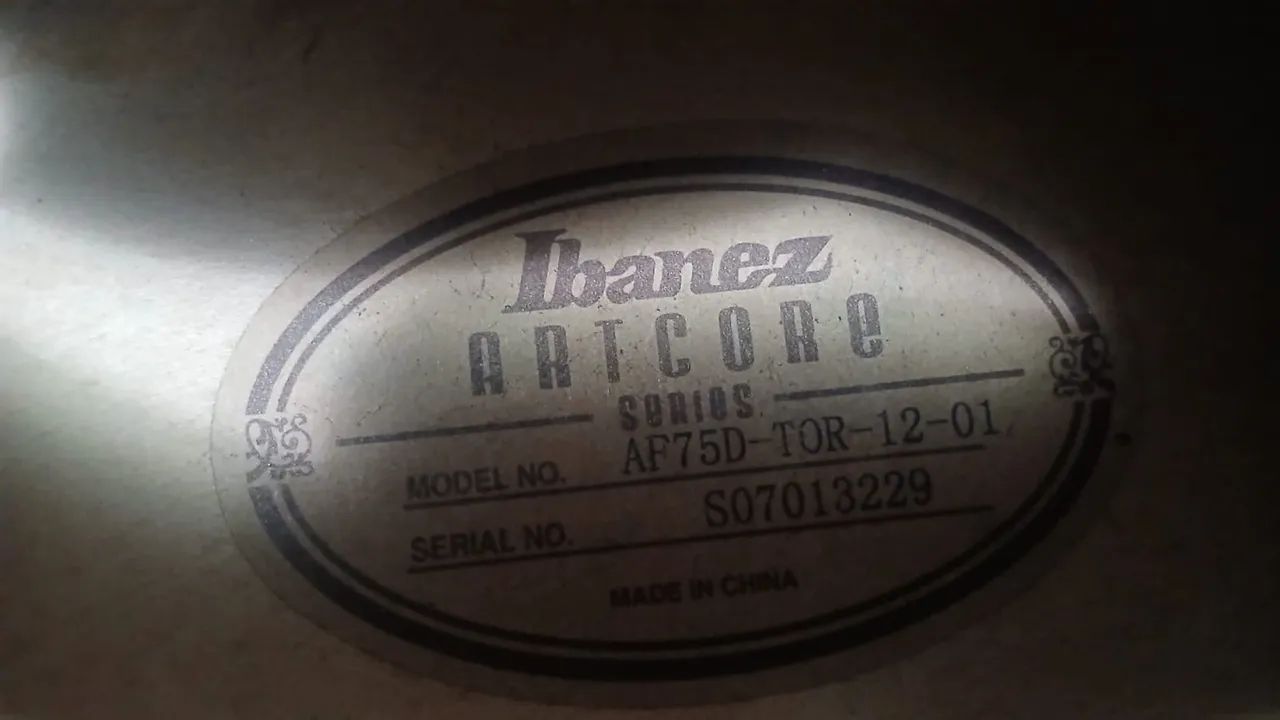 Ibanez
ARTCORE
SERIES
MODEL NO. AF75D-TOR-12-01
SERIAL NO. S07013229
MADE IN CHINA